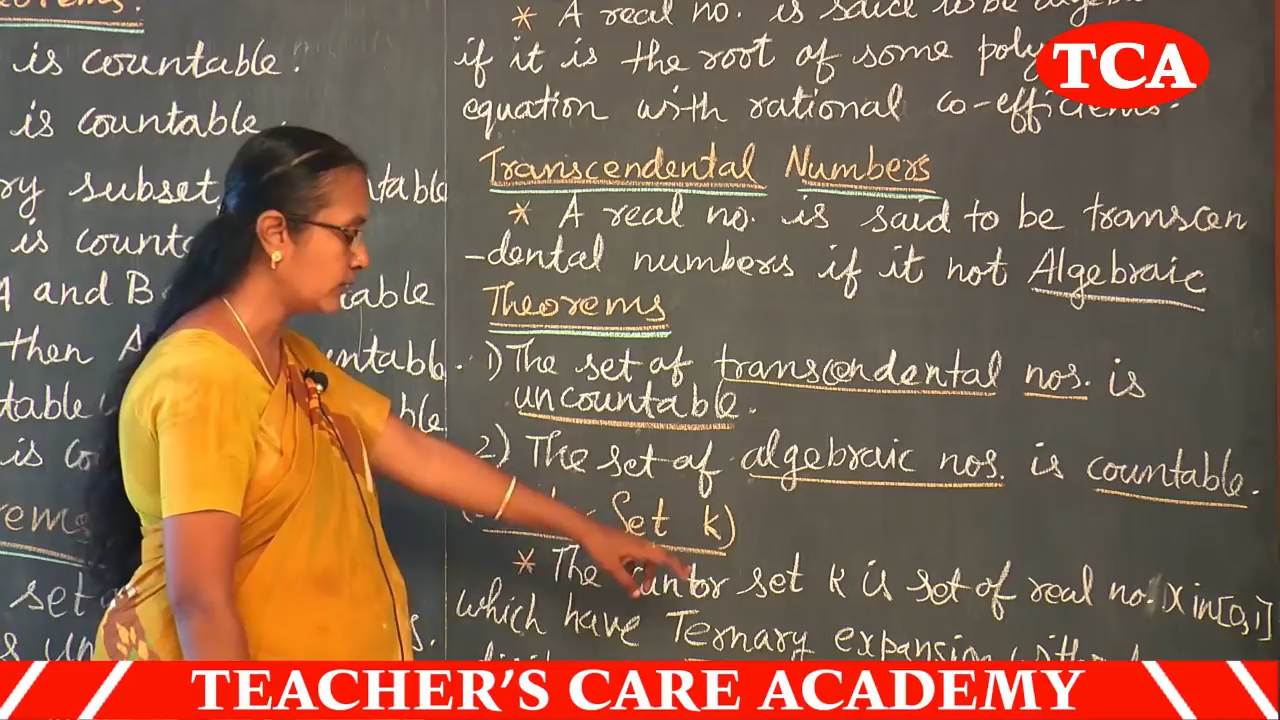 is countable.
is countable.
ry subset,
is
A and B
then A
is
set
* A real no. is said to be
if it is the root of some poly
equation with rational co-efficients.
Transcendental Numbers
* A real no. is said to be transcen
-dental numbers if it not Algebraic
Theorems
1) The set of transcendental nos. is
uncountable.
2) The set of algebraic nos. is countable.
Set k)
* The cantor set k is set of real no. x in [0,1]
which have Ternary expansion
TCA
TEACHER'S CARE ACADEMY